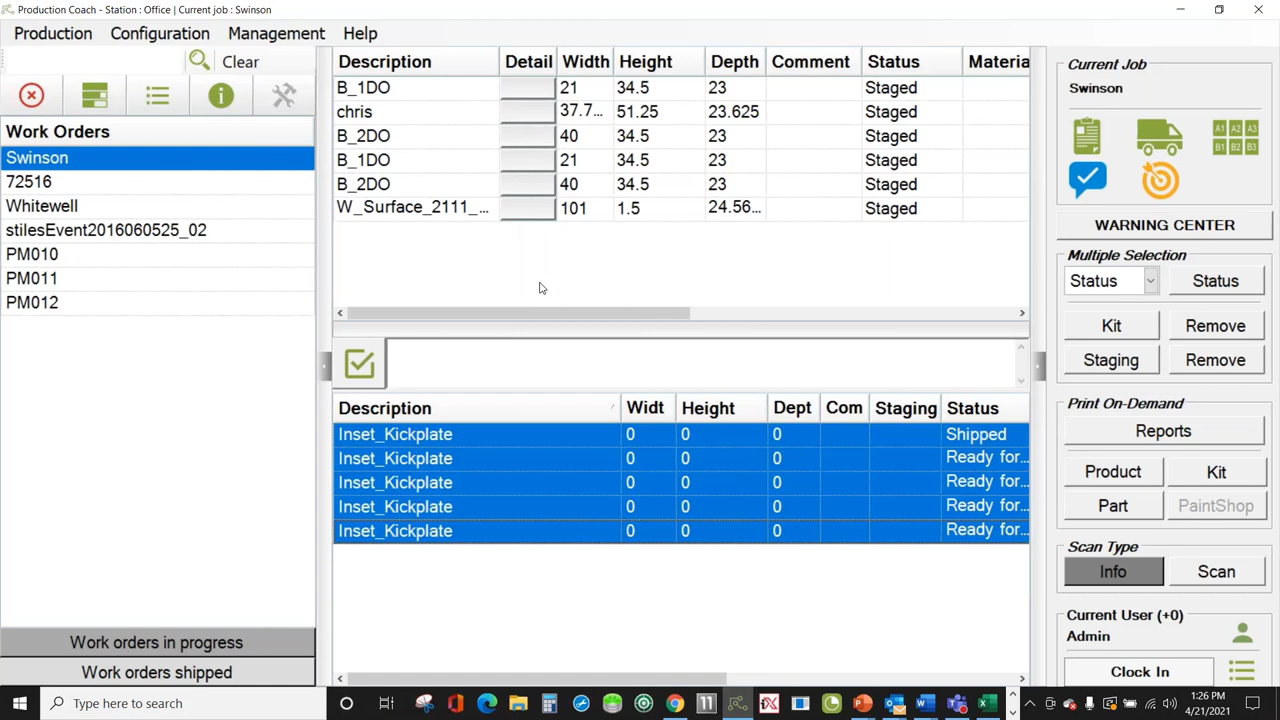 Production Coach - Station : Office | Current job : Swinson
Production Configuration Management Help
Clear
Work Orders
Swinson
72516
Whitewell
stilesEvent2016060525_02
PM010
PM011
PM012
Work orders in progress
Work orders shipped
Description Detail Width Height Depth Comment Status Materia
B_1DO 21 34.5 23 Staged
chris 37.7... 51.25 23.625 Staged
B_2DO 40 34.5 23 Staged
B_1DO 21 34.5 23 Staged
B_2DO 40 34.5 23 Staged
W_Surface_2111_... 101 1.5 24.56... Staged
Description Widt Height Dept Com Staging Status
Inset_Kickplate 0 0 0 Shipped
Inset_Kickplate 0 0 0 Ready for...
Inset_Kickplate 0 0 0 Ready for...
Inset_Kickplate 0 0 0 Ready for...
Inset_Kickplate 0 0 0 Ready for...
Current Job
Swinson
A1 A2 A3
B1 B2 B3
WARNING CENTER
Multiple Selection
Status Status
Kit Remove
Staging Remove
Print On-Demand
Reports
Product Kit
Part PaintShop
Scan Type
Info Scan
Current User (+0)
Admin
Clock In
Type here to search
11
1:26 PM
4/21/2021